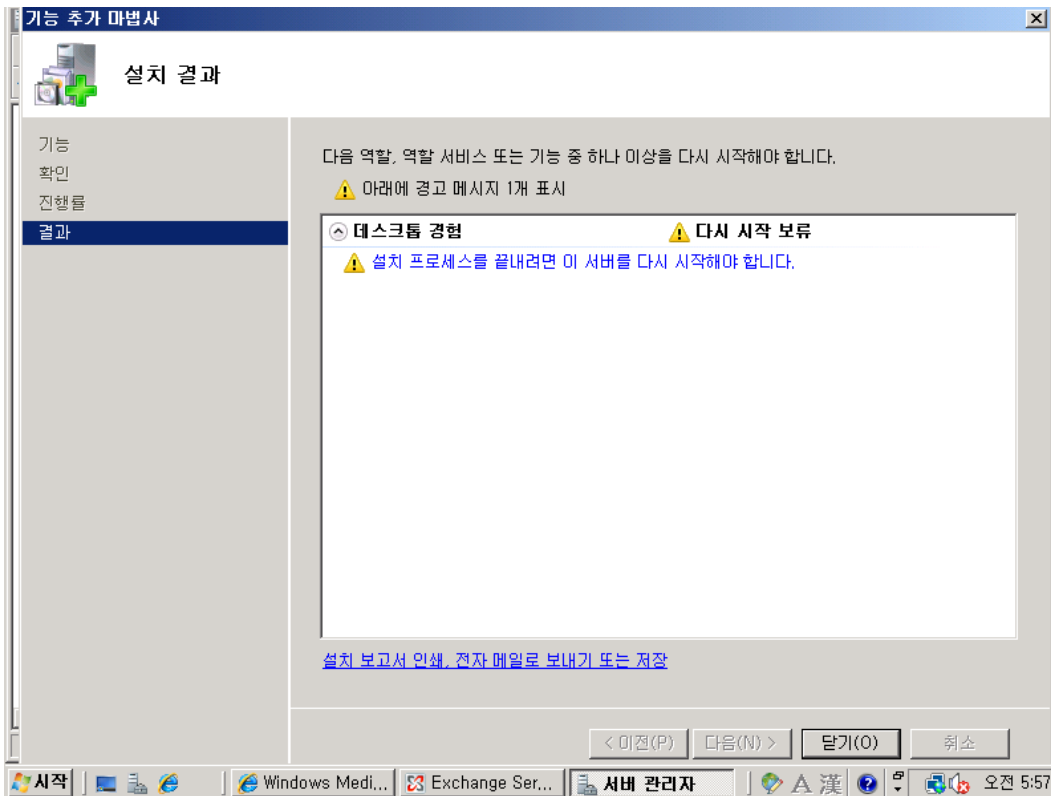 기능 추가 마법사
설치 결과
기능
확인
진행률
결과
다음 역할, 역할 서비스 또는 기능 중 하나 이상을 다시 시작해야 합니다.
아래에 경고 메시지 1개 표시
데스크톱 경험 다시 시작 보류
설치 프로세스를 끝내려면 이 서버를 다시 시작해야 합니다.
설치 보고서 인쇄, 전자 메일로 보내기 또는 저장
< 이전(P) 다음(N) > 닫기(O) 취소
시작 Windows Medi... Exchange Ser... 서버 관리자 A 漢 오전 5:57